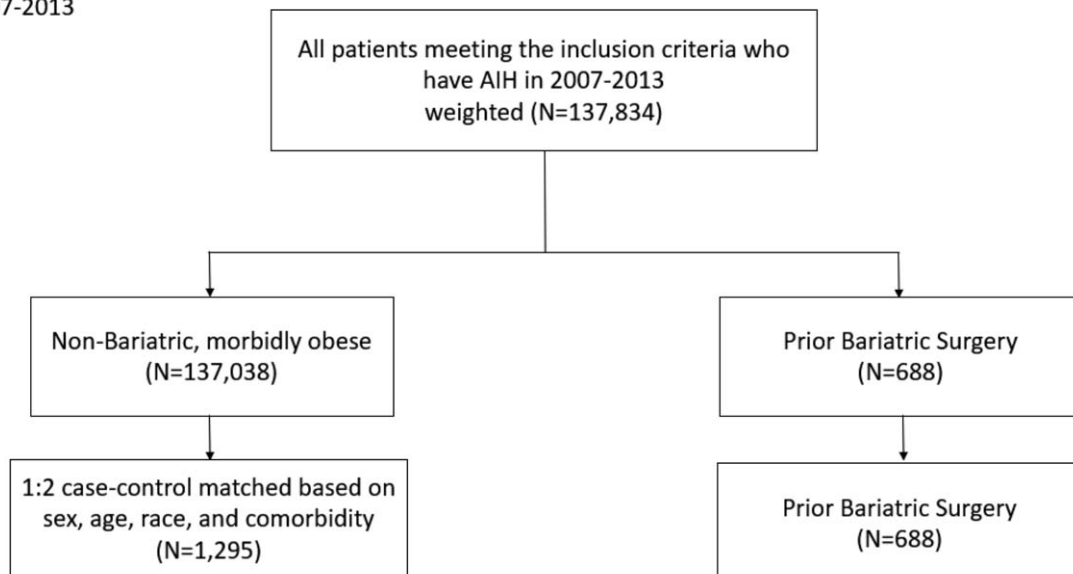 7-2013
All patients meeting the inclusion criteria who
have AIH in 2007-2013
weighted (N=137,834)
Non-Bariatric, morbidly obese
(N=137,038)
Prior Bariatric Surgery
(N=688)
1:2 case-control matched based on
sex, age, race, and comorbidity
(N=1,295)
Prior Bariatric Surgery
(N=688)